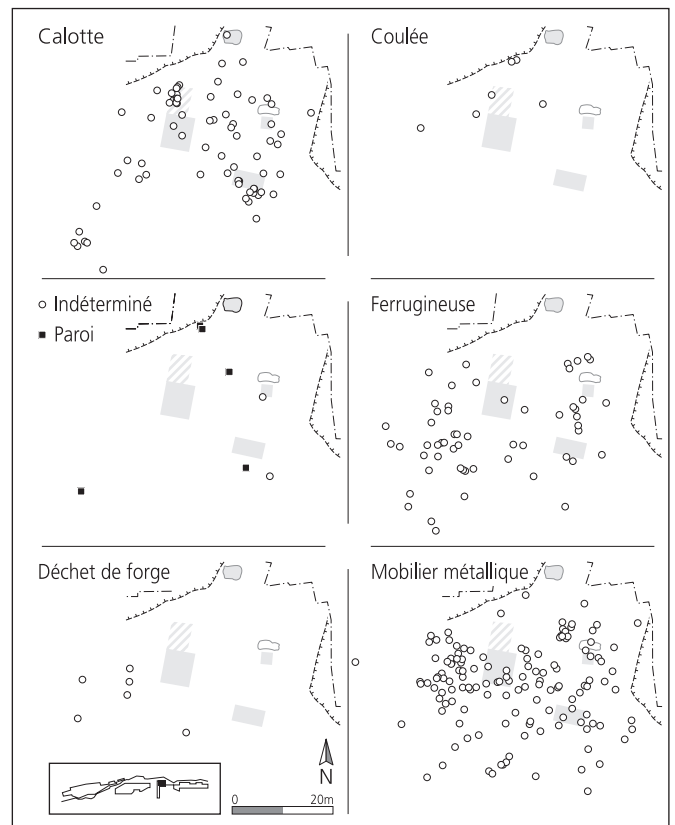 Calotte
Coulée
Indéterminé
Paroi
Ferrugineuse
Déchet de forge
Mobilier métallique
N
0 20m